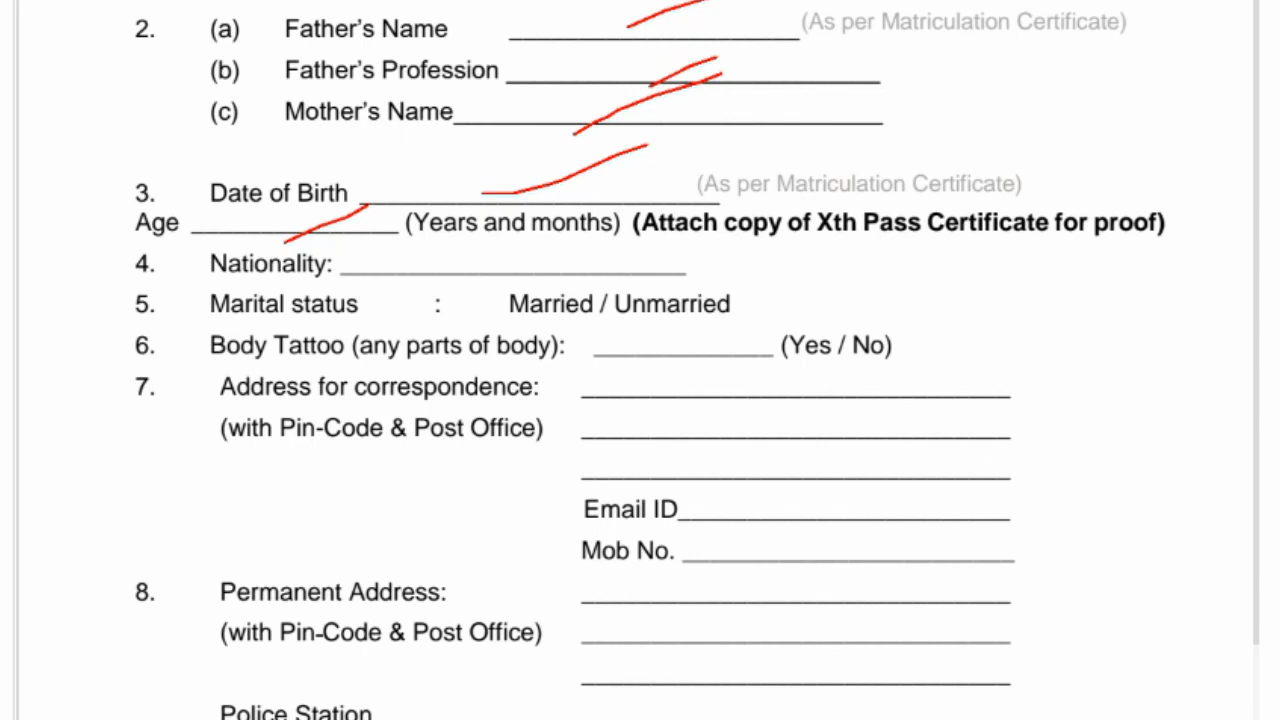 2. (a) Father's Name ____________________ (As per Matriculation Certificate)
(b) Father's Profession ____________________
(c) Mother's Name____________________
3. Date of Birth ____________________ (As per Matriculation Certificate)
Age ____________________ (Years and months) (Attach copy of Xth Pass Certificate for proof)
4. Nationality: ____________________
5. Marital status : Married / Unmarried
6. Body Tattoo (any parts of body): ____________________ (Yes / No)
7. Address for correspondence: ____________________
(with Pin-Code & Post Office) ____________________
Email ID____________________
Mob No. ____________________
8. Permanent Address: ____________________
(with Pin-Code & Post Office) ____________________
Police Station